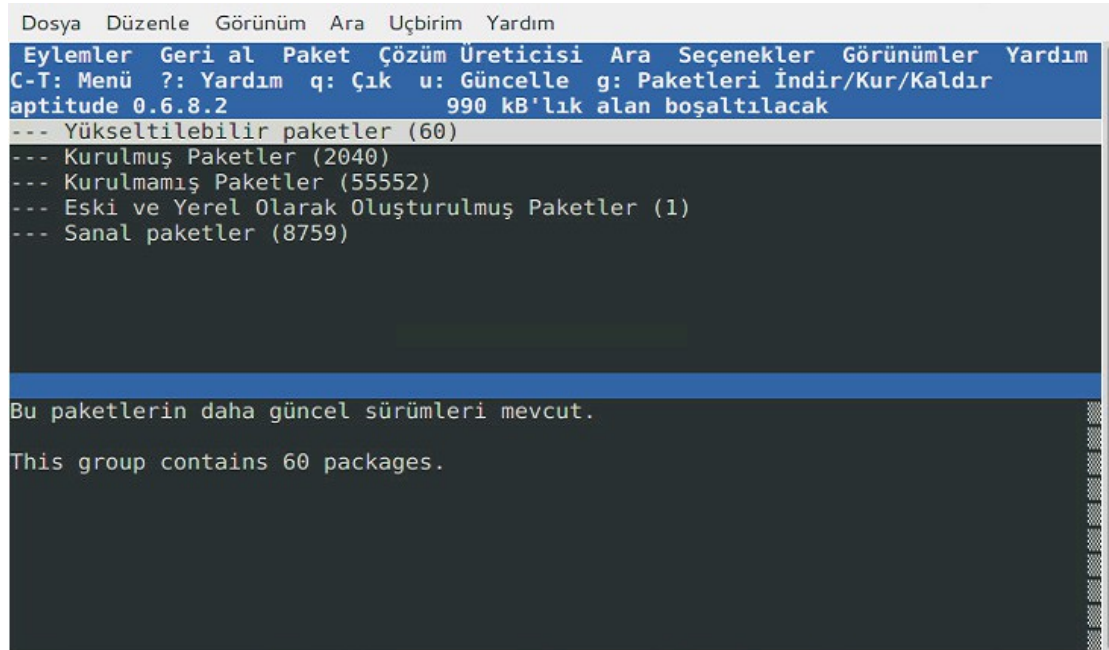 Dosya Düzenle Görünüm Ara Uçbirim Yardım
Eylemler Geri al Paket Çözüm Üreticisi Ara Seçenekler Görünümler Yardım
C-T: Menü ?: Yardım q: Çık u: Güncelle g: Paketleri İndir/Kur/Kaldır
aptitude 0.6.8.2 990 kB'lık alan boşaltılacak
--- Yükseltilebilir paketler (60)
--- Kurulmuş Paketler (2040)
--- Kurulmamış Paketler (55552)
--- Eski ve Yerel Olarak Oluşturulmuş Paketler (1)
--- Sanal paketler (8759)
Bu paketlerin daha güncel sürümleri mevcut.
This group contains 60 packages.